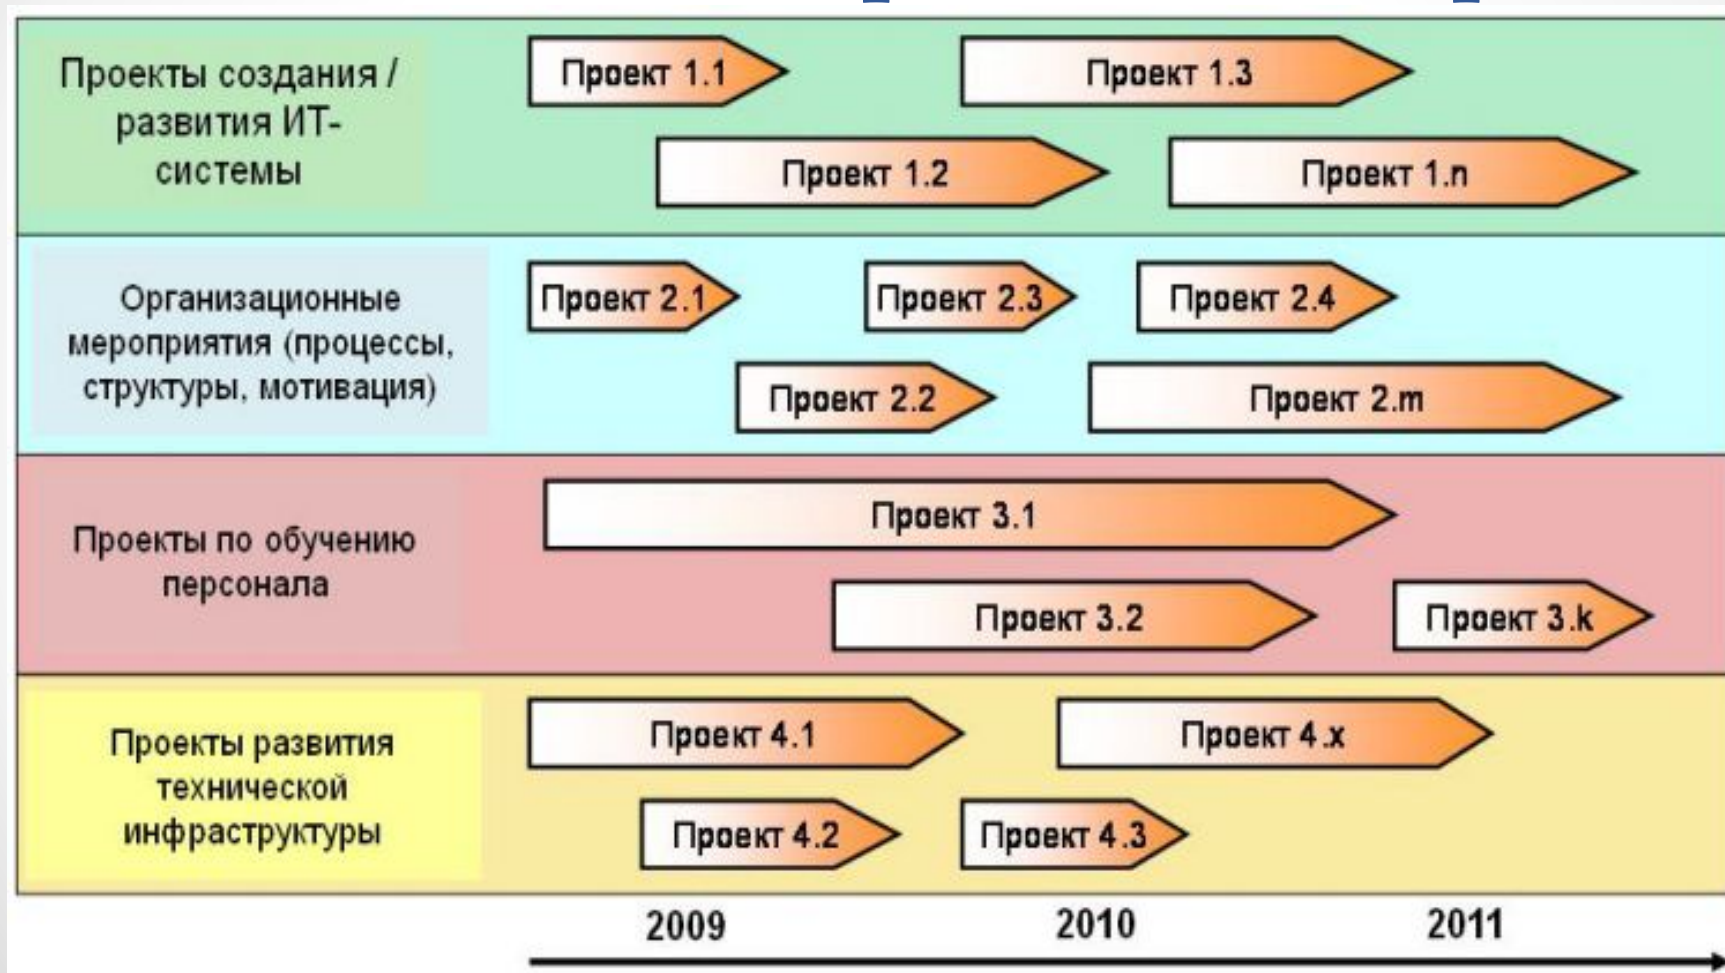 Проекты создания /
развития ИТ-
системы
Проект 1.1
Проект 1.3
Проект 1.2
Проект 1.n
Организационные
мероприятия (процессы,
структуры, мотивация)
Проект 2.1
Проект 2.3
Проект 2.4
Проект 2.2
Проект 2.m
Проекты по обучению
персонала
Проект 3.1
Проект 3.2
Проект 3.k
Проекты развития
технической
инфраструктуры
Проект 4.1
Проект 4.x
Проект 4.2
Проект 4.3
2009
2010
2011